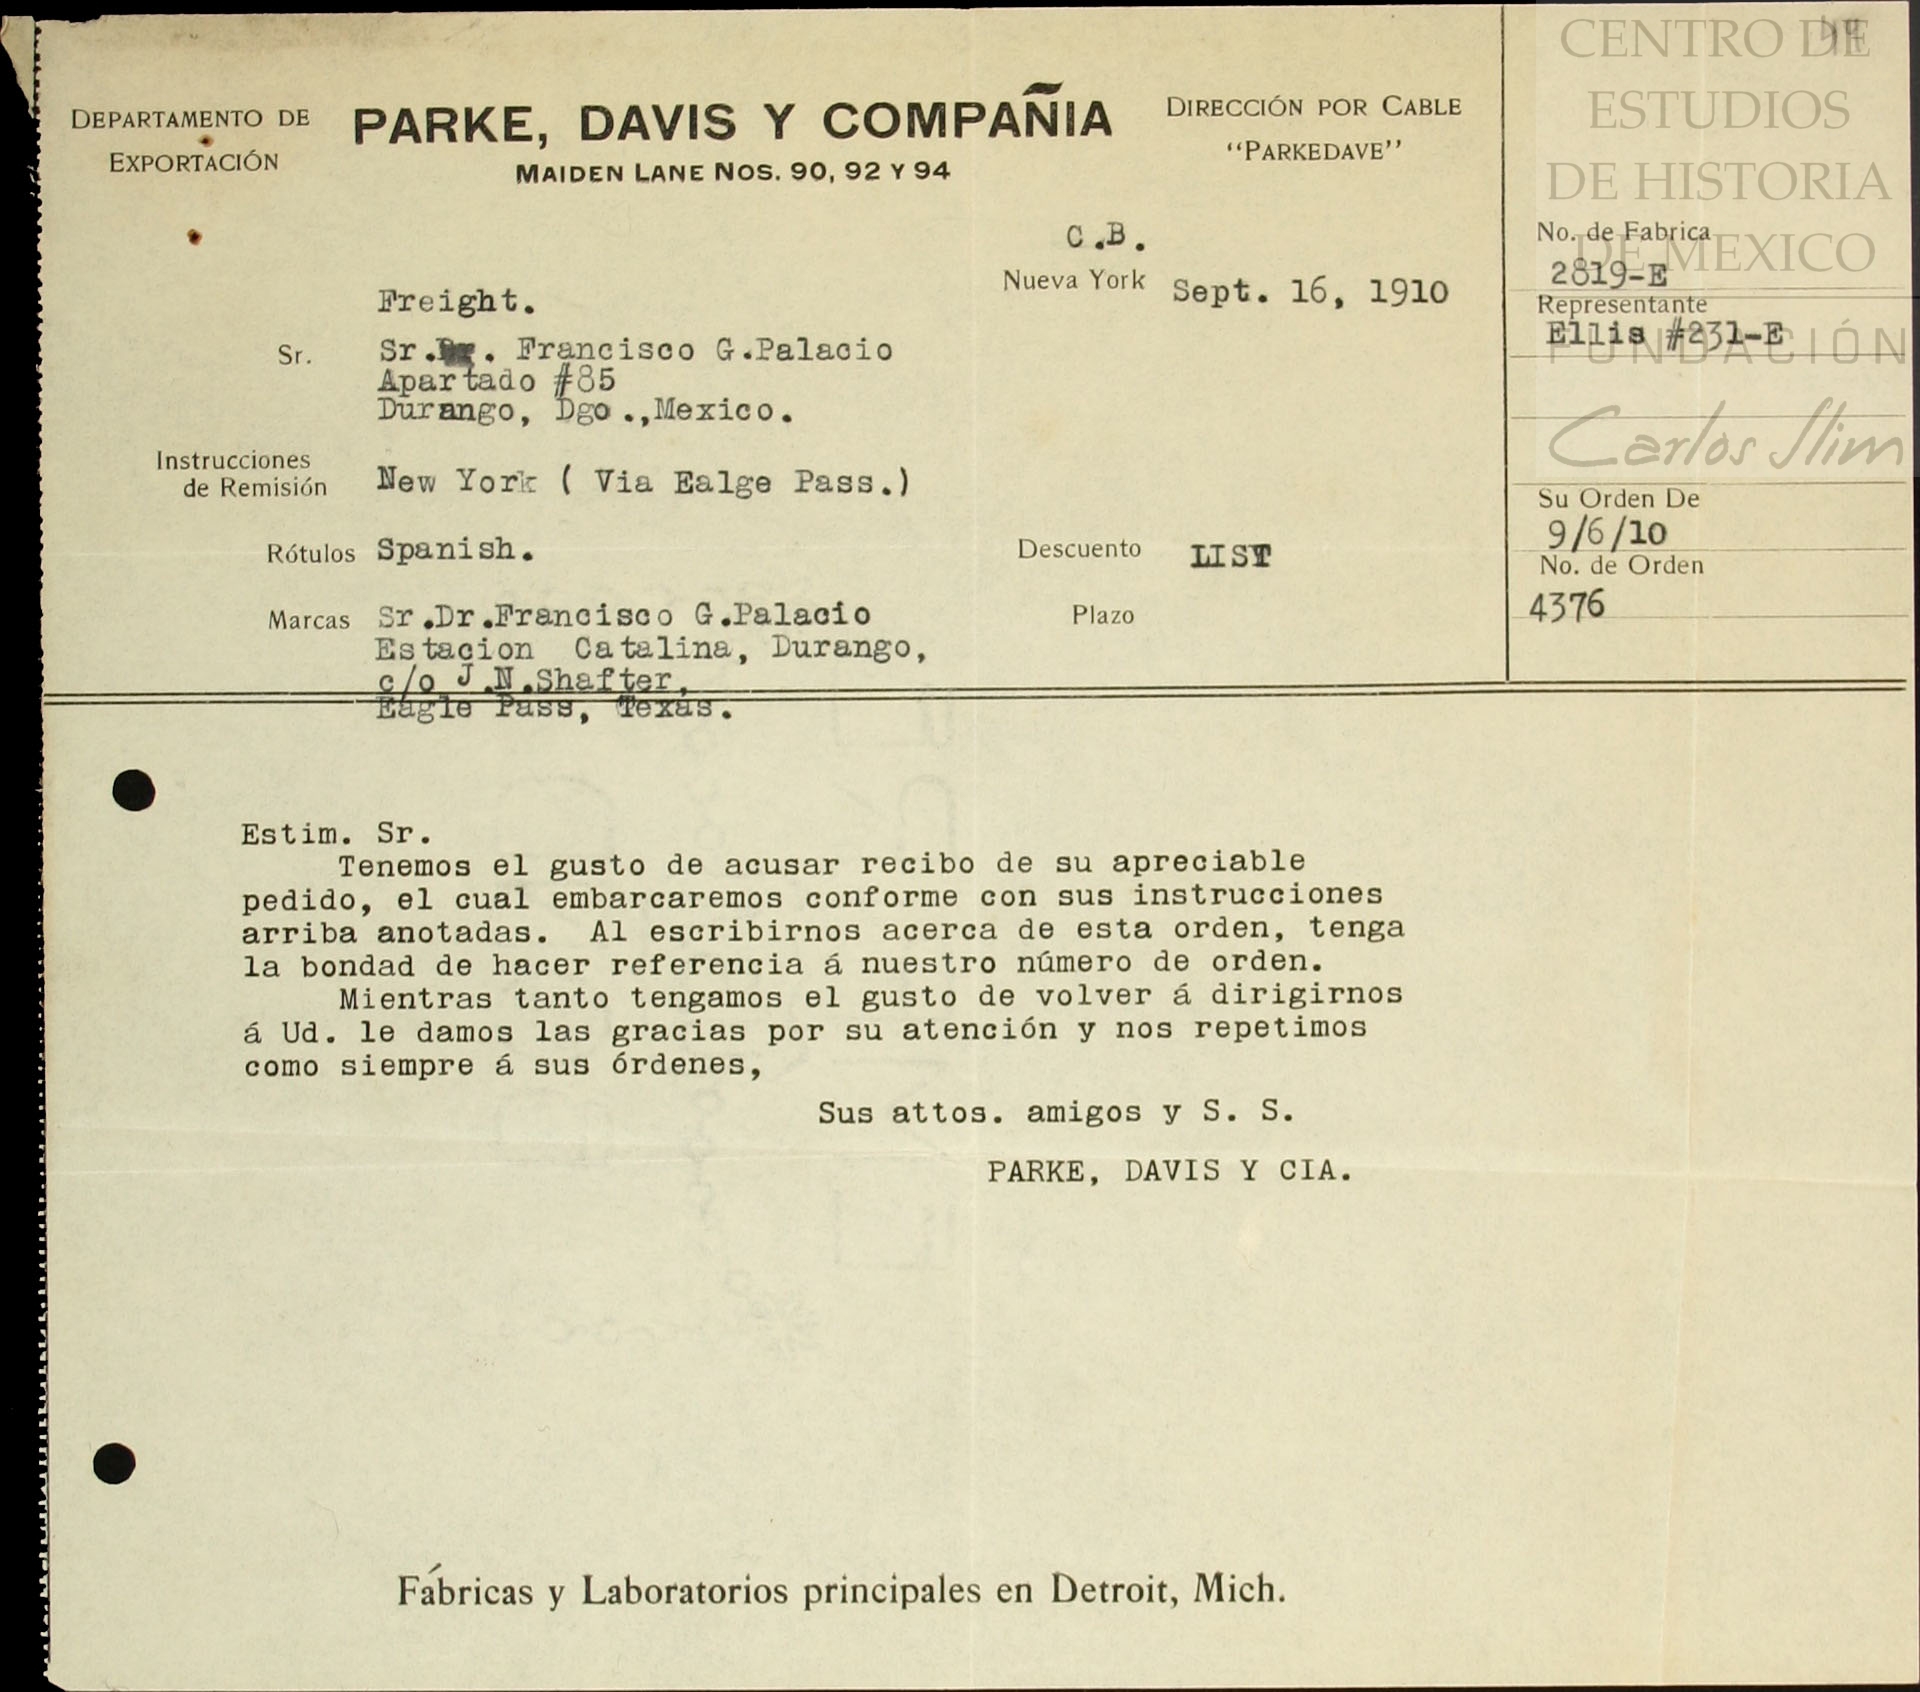 DEPARTAMENTO DE
EXPORTACIÓN
PARKE, DAVIS Y COMPAÑIA
MAIDEN LANE NOS. 90, 92 Y 94
DIRECCIÓN POR CABLE
"PARKEDAVE"
CENTRO DE
ESTUDIOS
DE HISTORIA
DE MEXICO
FUNDACIÓN
Carlos Slim
C.B.
Nueva York Sept. 16, 1910
No. de Fabrica
2819-E
Representante
Ellis #231-E
Su Orden De
9/6/10
No. de Orden
4376
Freight.
Sr. Sr. Francisco G.Palacio
Apartado #85
Durango, Dgo.,Mexico.
Instrucciones
de Remisión New York ( Via Ealge Pass.)
Rótulos Spanish.
Descuento LIST
Marcas Sr.Dr.Francisco G.Palacio
Plazo
Estacion Catalina, Durango,
c/o J.N.Shafter,
Eagle Pass, Texas.
Estim. Sr.
Tenemos el gusto de acusar recibo de su apreciable
pedido, el cual embarcaremos conforme con sus instrucciones
arriba anotadas. Al escribirnos acerca de esta orden, tenga
la bondad de hacer referencia á nuestro número de orden.
Mientras tanto tengamos el gusto de volver á dirigirnos
á Ud. le damos las gracias por su atención y nos repetimos
como siempre á sus órdenes,
Sus attos. amigos y S. S.
PARKE, DAVIS Y CIA.
Fábricas y Laboratorios principales en Detroit, Mich.